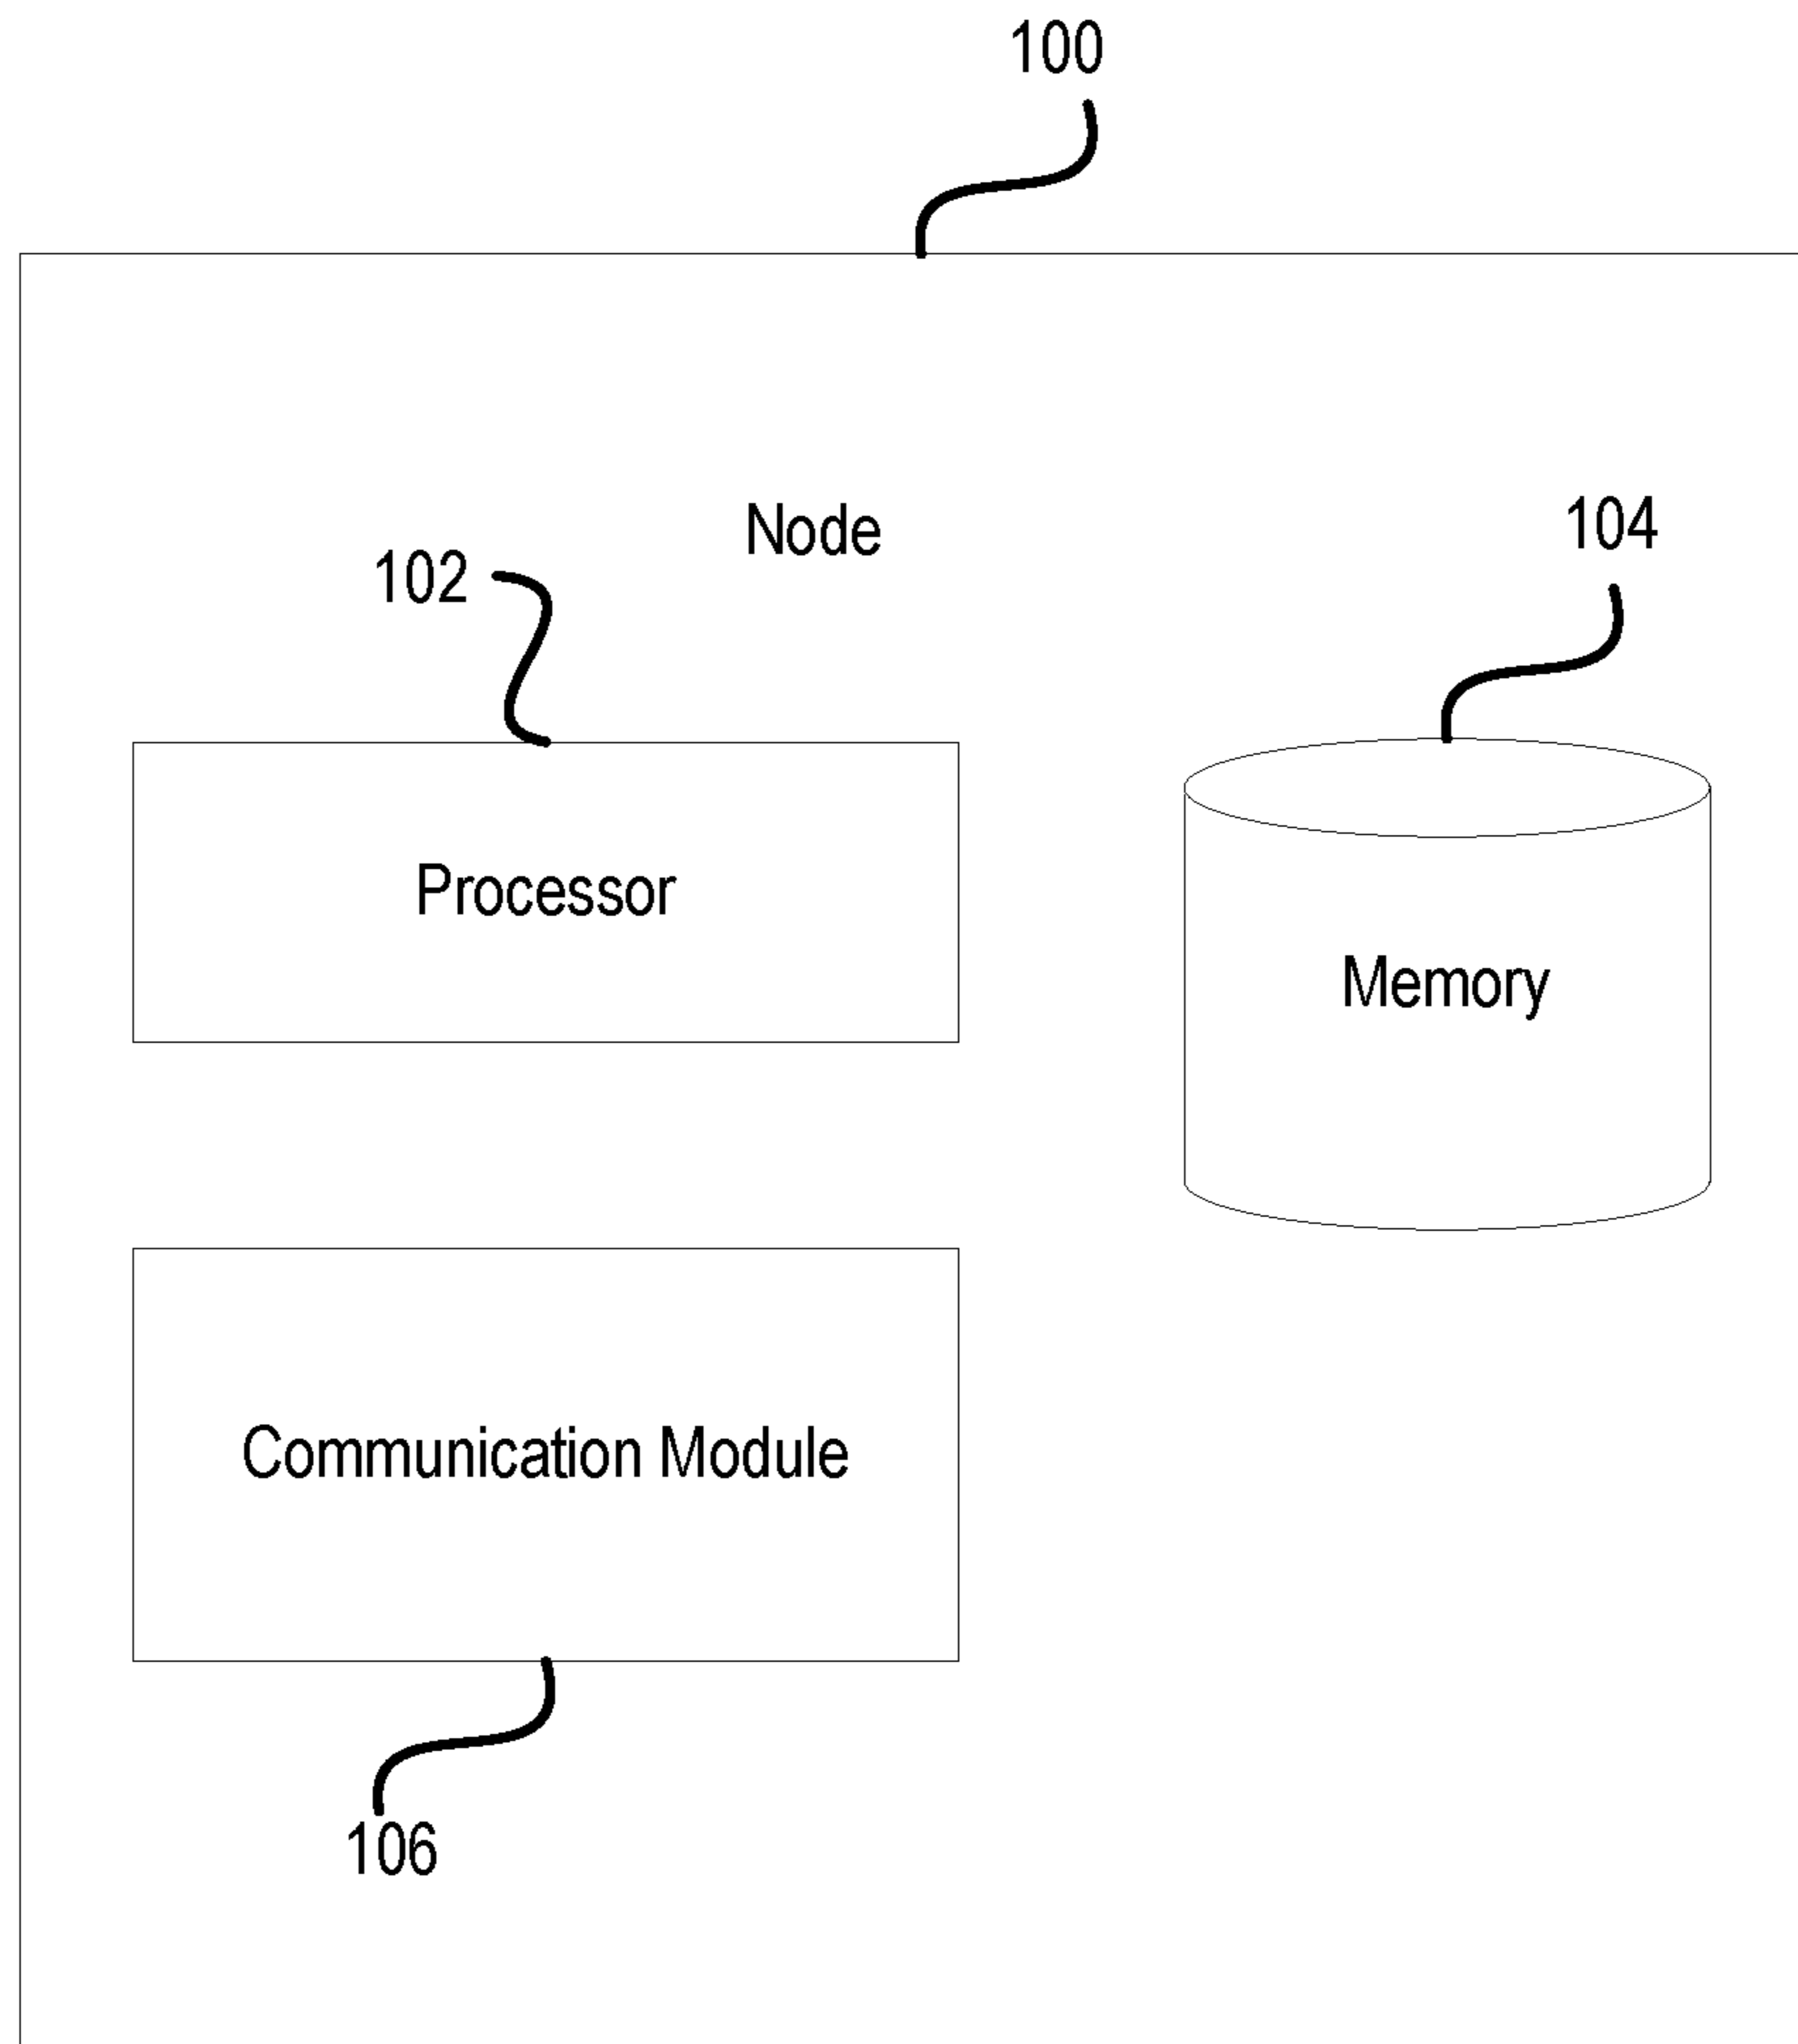 100
Node
104
102
Processor
Memory
Communication Module
106